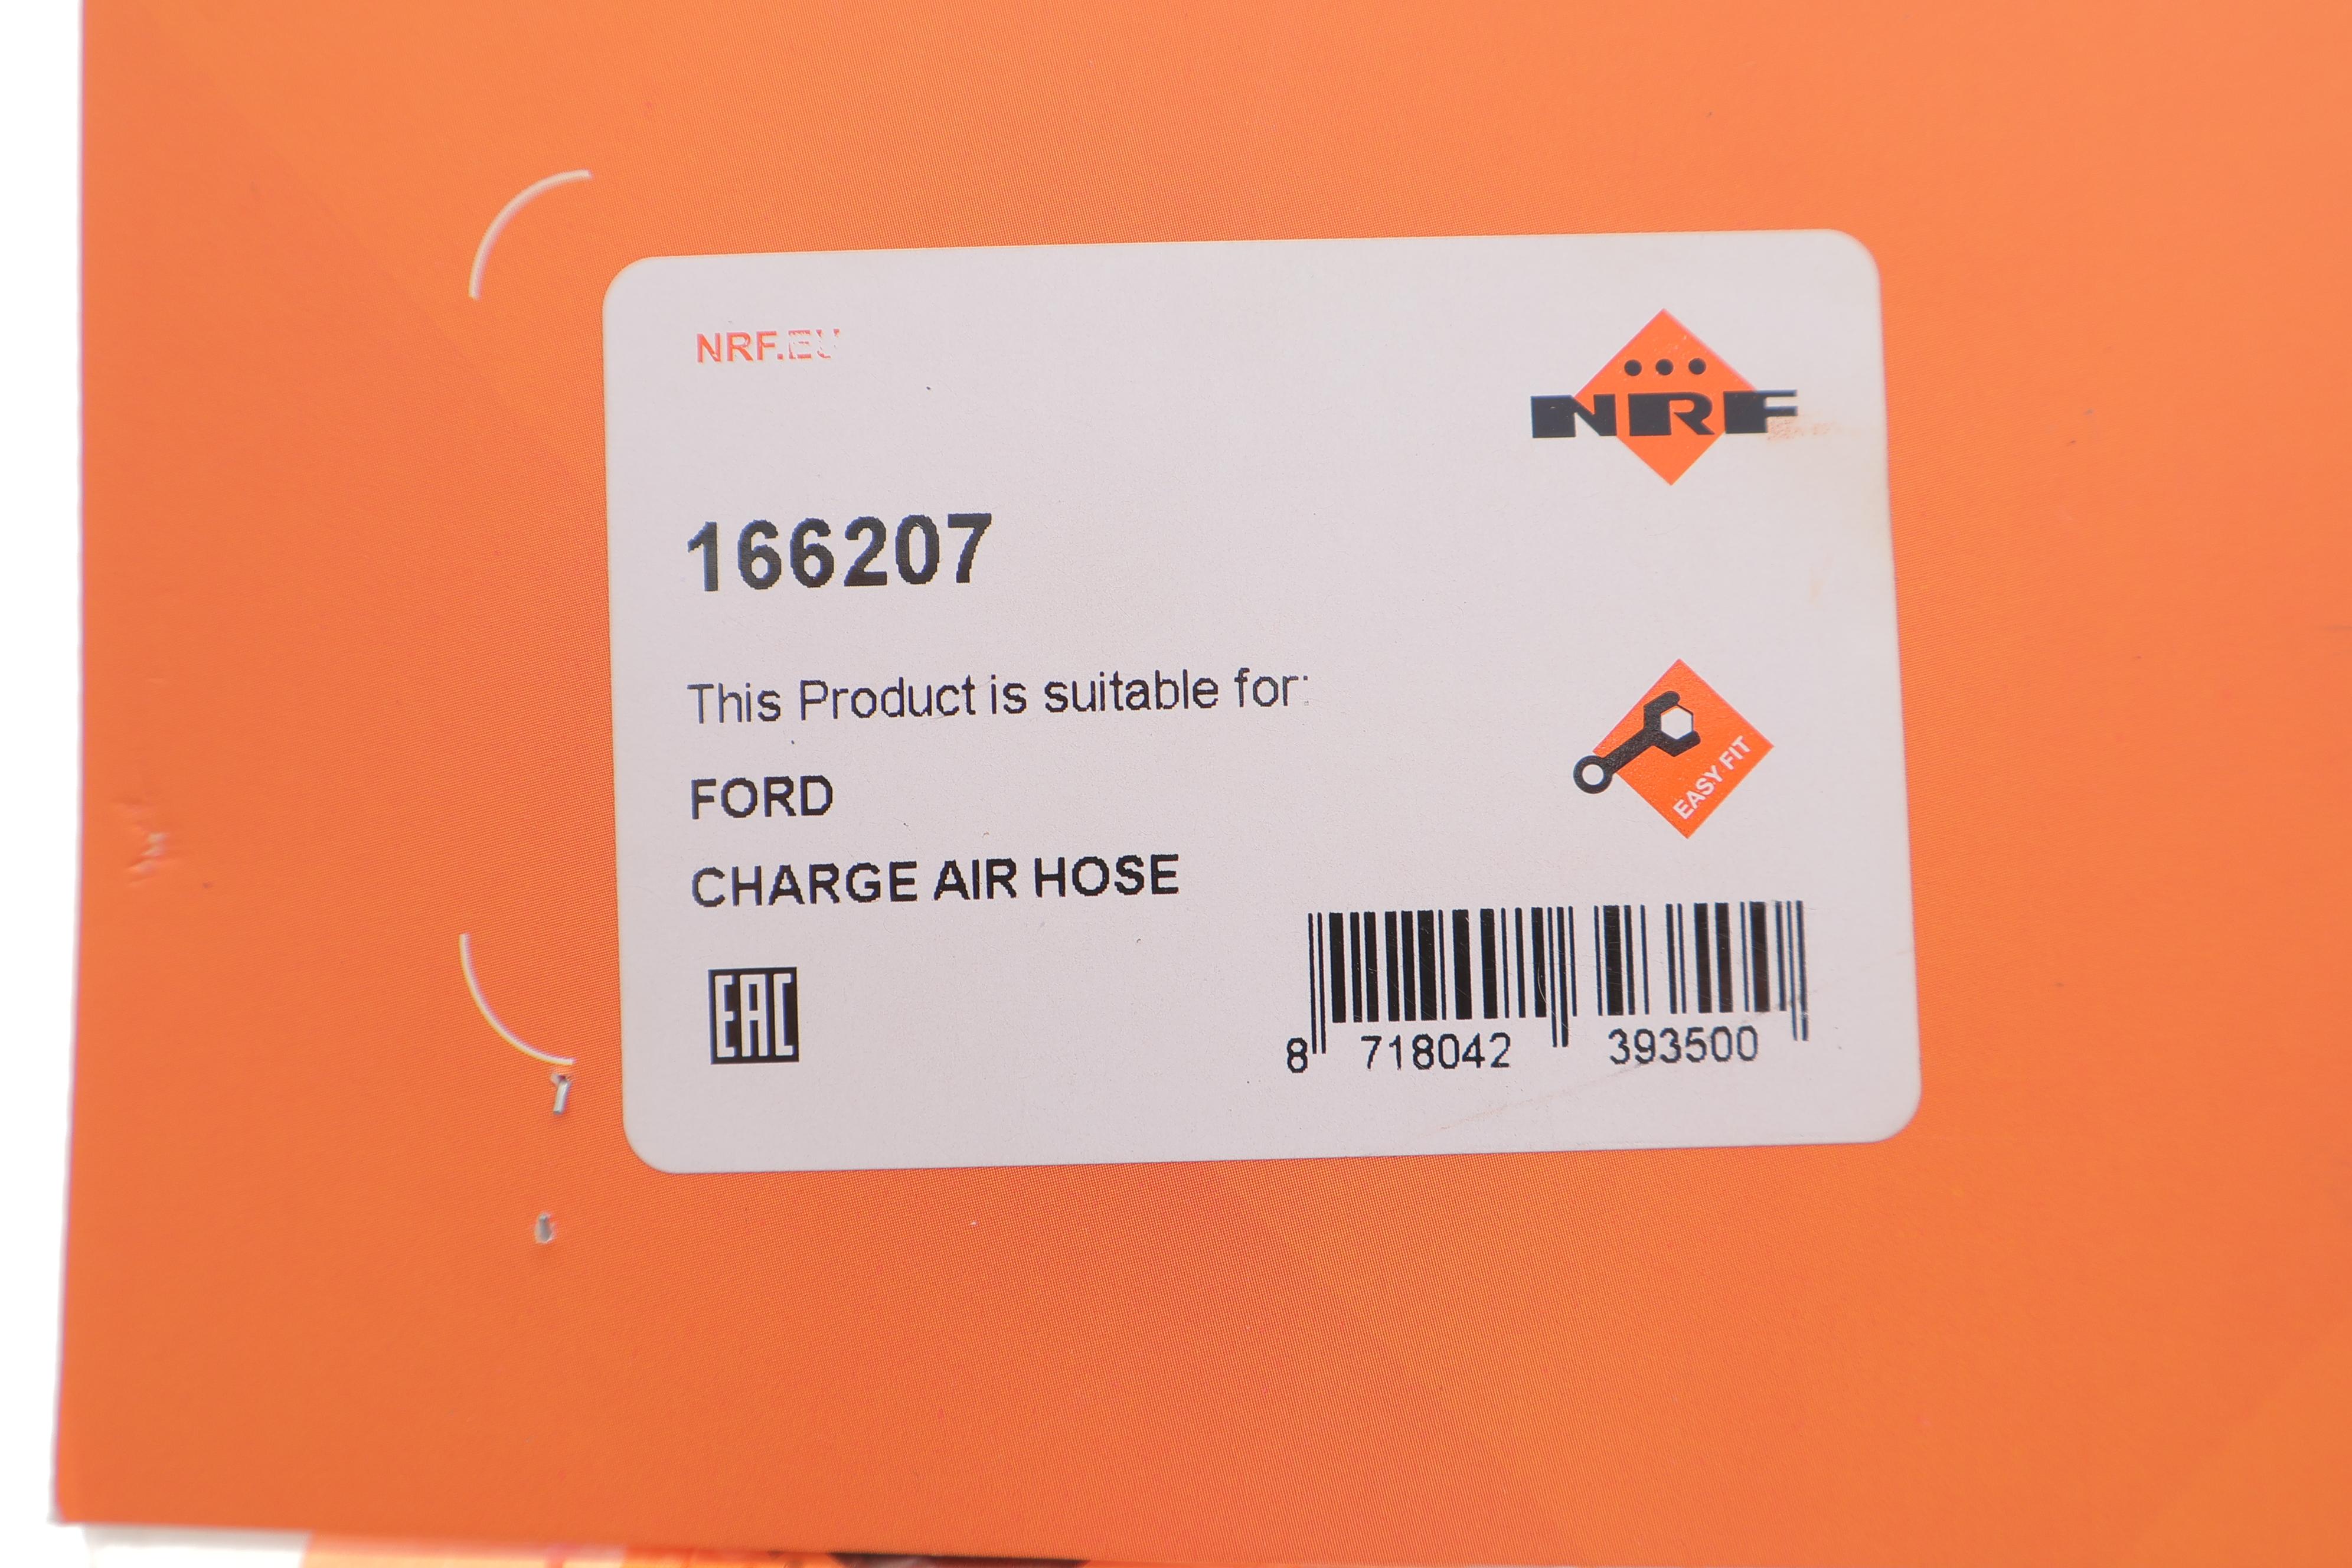 NRF.EU
NRF
166207
This Product is suitable for:
FORD
EASY FIT
CHARGE AIR HOSE
EAC
8 718042 393500